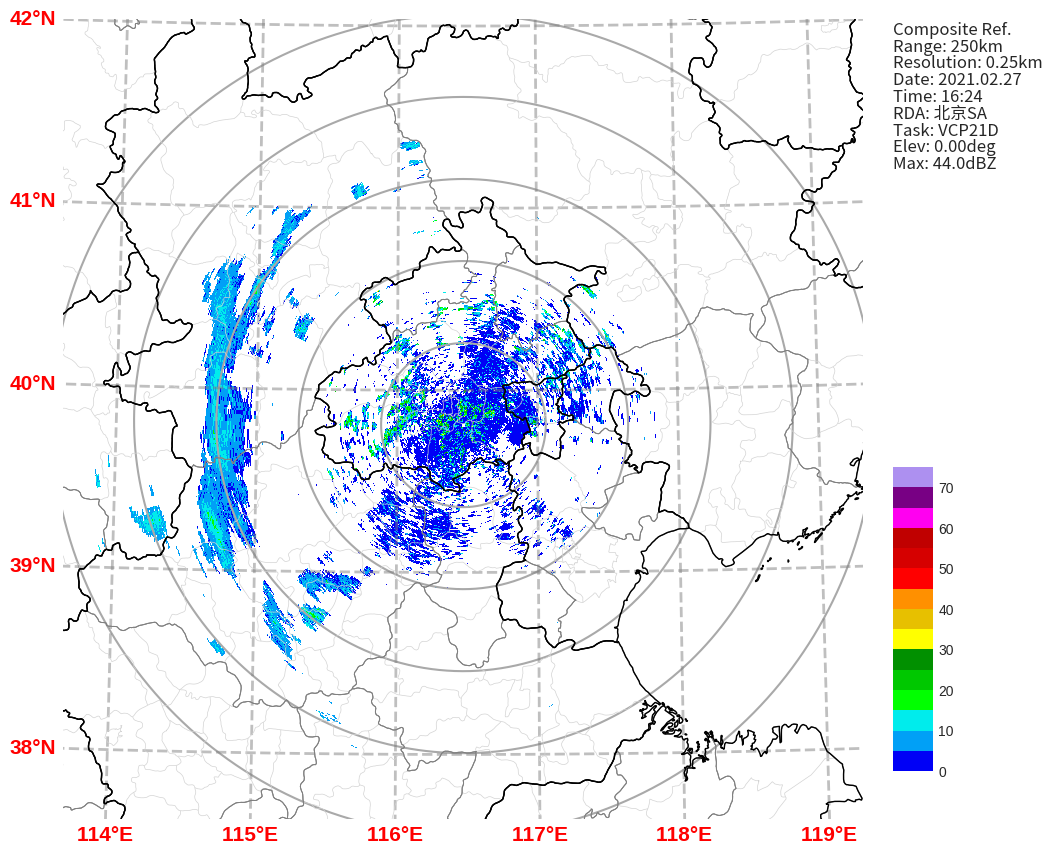 42°N
41°N
40°N
39°N
38°N
114°E 115°E 116°E 117°E 118°E 119°E
Composite Ref.
Range: 250km
Resolution: 0.25km
Date: 2021.02.27
Time: 16:24
RDA: 北京SA
Task: VCP21D
Elev: 0.00deg
Max: 44.0dBZ
70
60
50
40
30
20
10
0